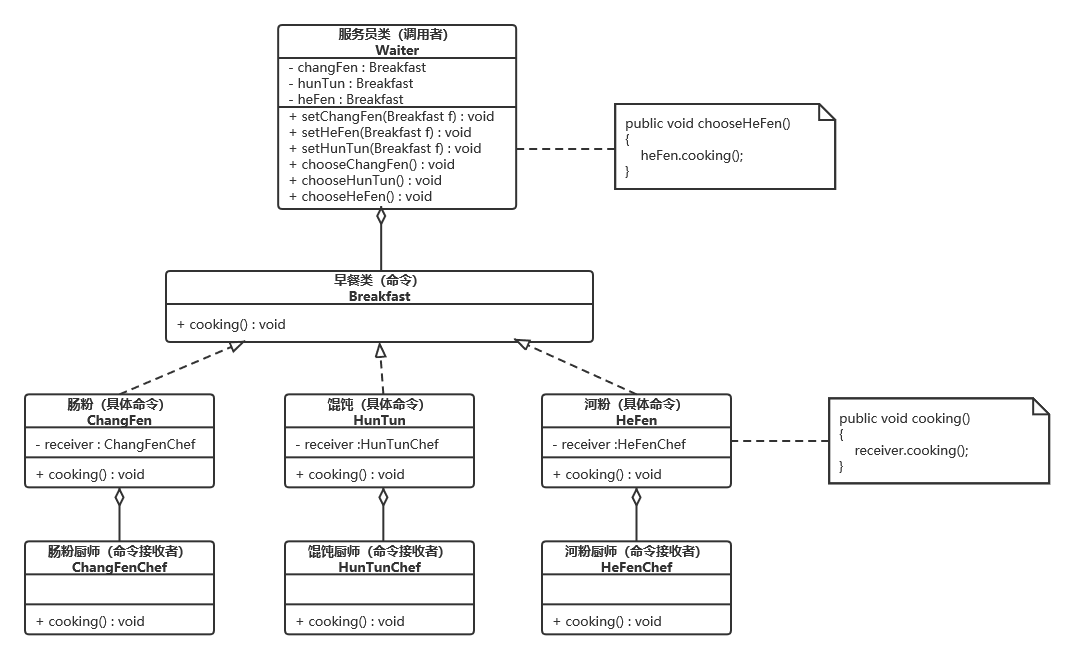 服务员类（调用者）
Waiter
- changFen : Breakfast
- hunTun : Breakfast
- heFen : Breakfast
+ setChangFen(Breakfast f) : void
+ setHeFen(Breakfast f) : void
+ setHunTun(Breakfast f) : void
+ chooseChangFen() : void
+ chooseHunTun() : void
+ chooseHeFen() : void
public void chooseHeFen()
{
heFen.cooking();
}
早餐类（命令）
Breakfast
+ cooking() : void
肠粉（具体命令）
ChangFen
- receiver : ChangFenChef
+ cooking() : void
馄饨（具体命令）
HunTun
- receiver :HunTunChef
+ cooking() : void
河粉（具体命令）
HeFen
- receiver :HeFenChef
+ cooking() : void
public void cooking()
{
receiver.cooking();
}
肠粉厨师（命令接收者）
ChangFenChef
+ cooking() : void
馄饨厨师（命令接收者）
HunTunChef
+ cooking() : void
河粉厨师（命令接收者）
HeFenChef
+ cooking() : void